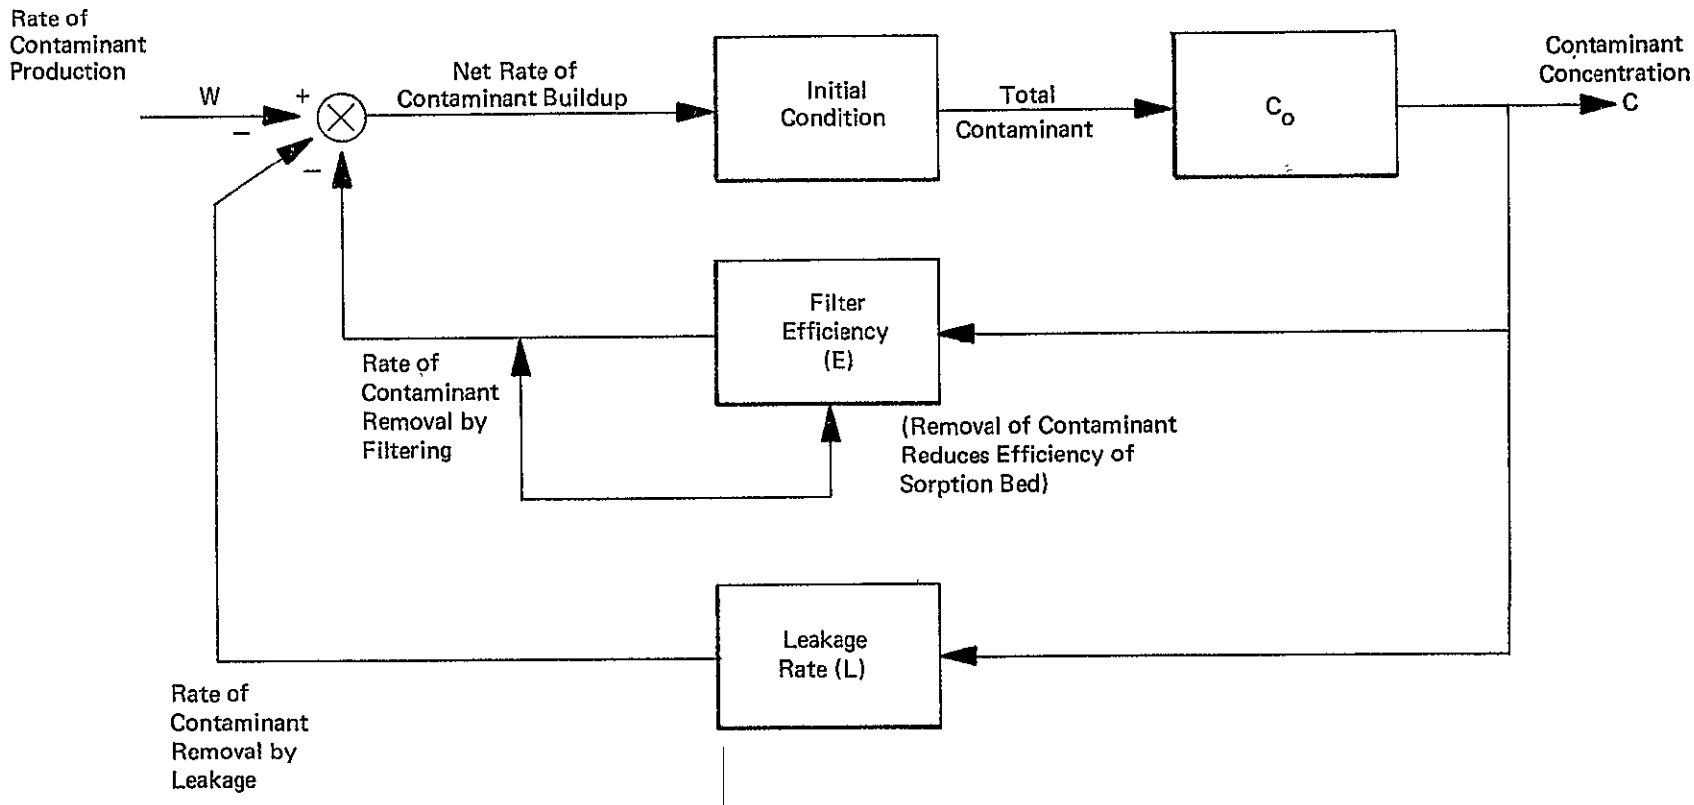 Rate of
Contaminant
Production
W
+
−
−
Net Rate of
Contaminant Buildup
Initial
Condition
Total
Contaminant
Co
Contaminant
Concentration
C
Filter
Efficiency
(E)
Rate of
Contaminant
Removal by
Filtering
(Removal of Contaminant
Reduces Efficiency of
Sorption Bed)
Leakage
Rate (L)
Rate of
Contaminant
Removal by
Leakage